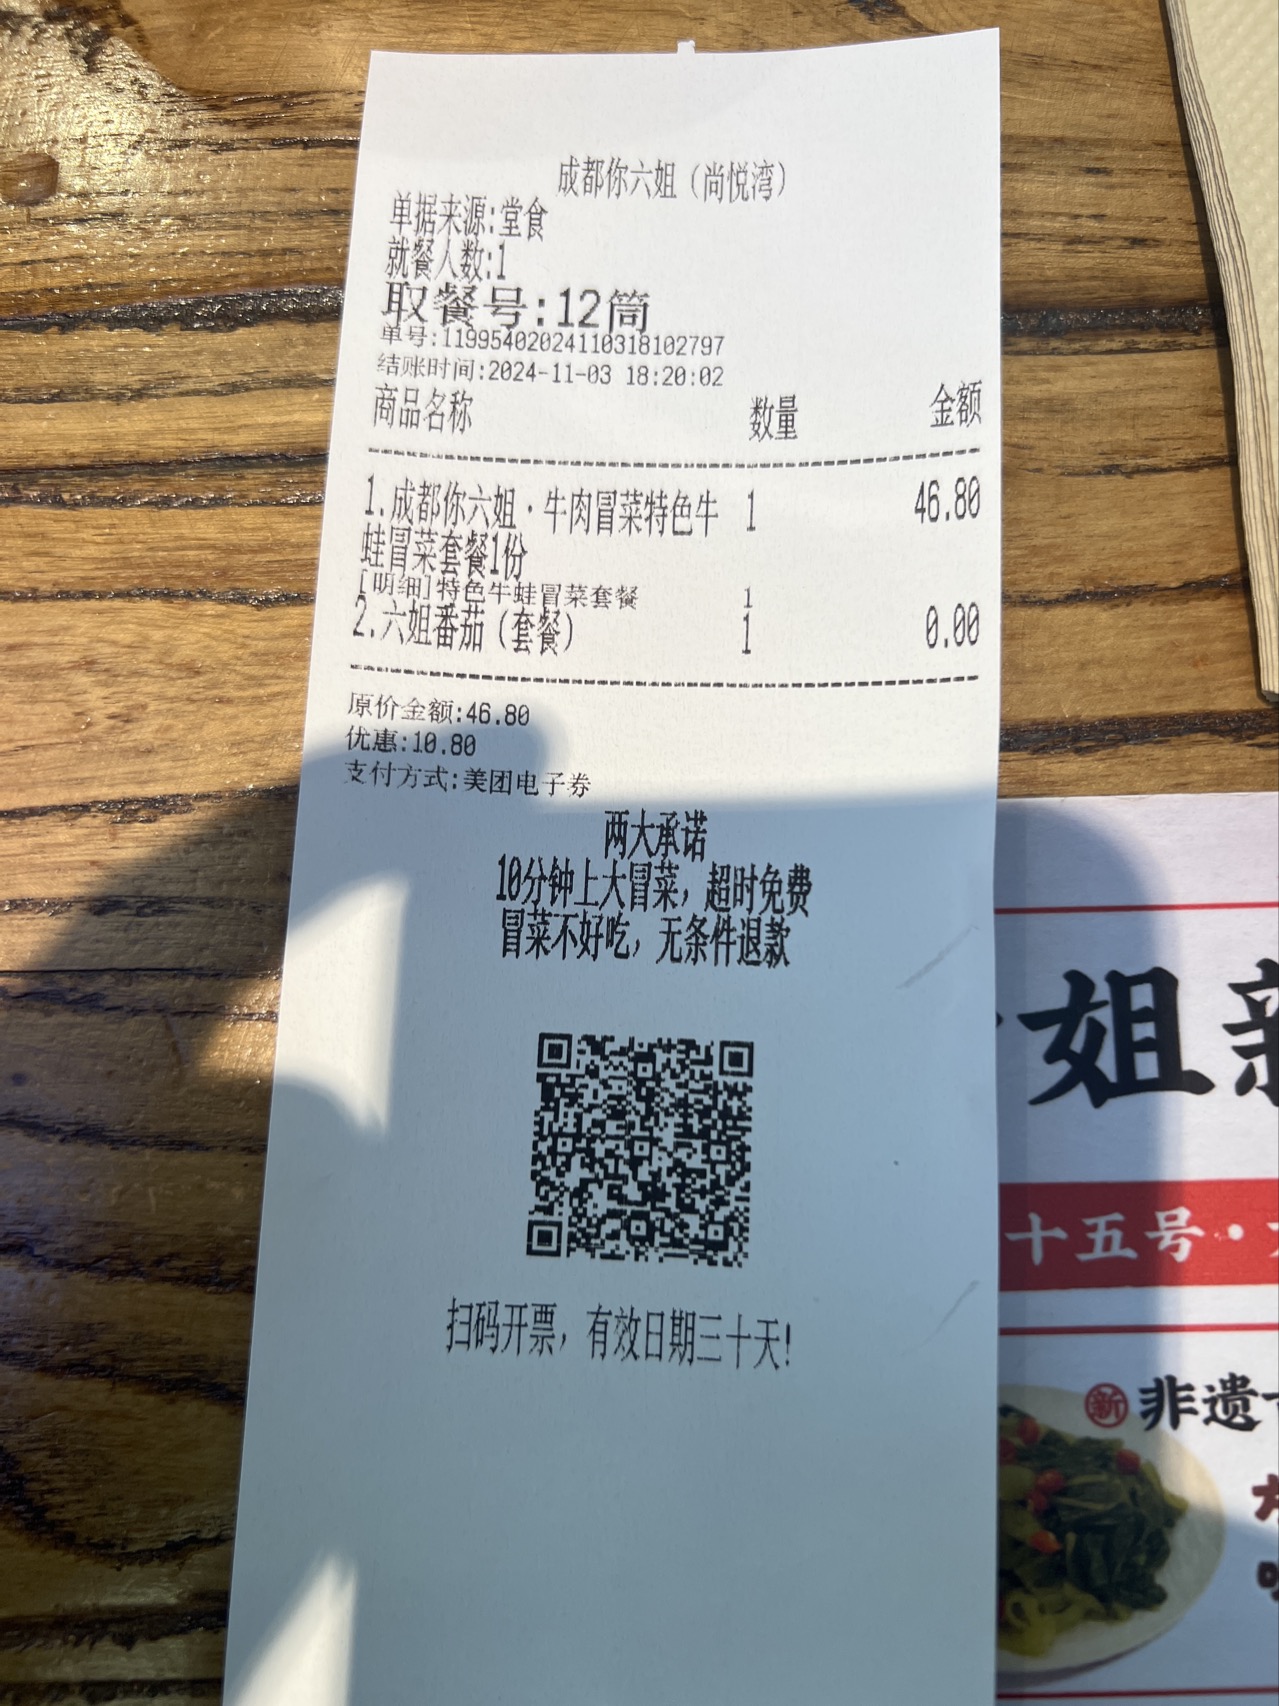 成都你六姐（尚悦湾）
单据来源:堂食
就餐人数:1
取餐号:12筒
单号:11995402024110318102797
结账时间:2024-11-03 18:20:02
商品名称 数量 金额
1.成都你六姐·牛肉冒菜特色牛 1 46.80
蛙冒菜套餐1份
[明细]特色牛蛙冒菜套餐 1
2.六姐番茄（套餐） 1 0.00
原价金额:46.80
优惠:10.80
支付方式:美团电子券
两大承诺
10分钟上大冒菜，超时免费
冒菜不好吃，无条件退款
扫码开票，有效日期三十天!
姐新
十五号·
新 非遗